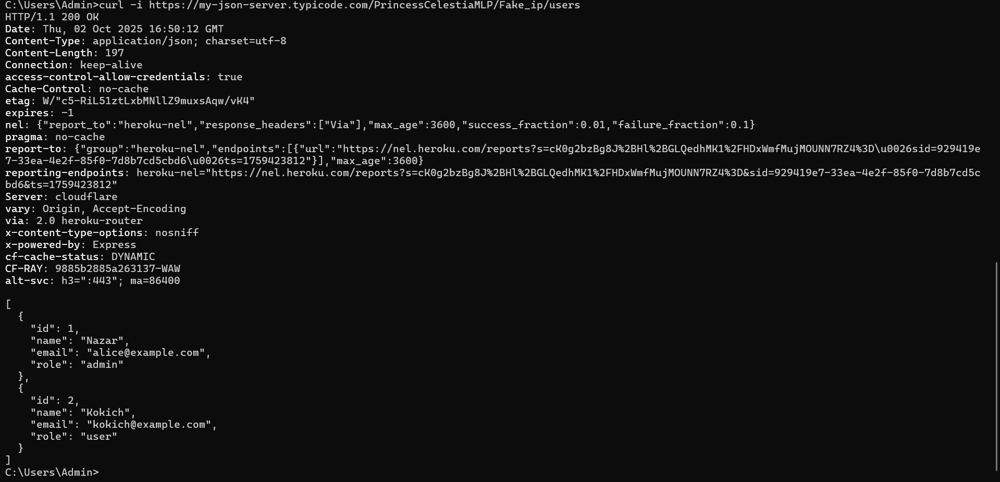 C:\Users\Admin>curl -i https://my-json-server.typicode.com/PrincessCelestiaMLP/Fake_ip/users
HTTP/1.1 200 OK
Date: Thu, 02 Oct 2025 16:50:12 GMT
Content-Type: application/json; charset=utf-8
Content-Length: 197
Connection: keep-alive
access-control-allow-credentials: true
Cache-Control: no-cache
etag: W/"c5-RiL51ztLxbMNllZ9muxsAqw/vK4"
expires: -1
nel: {"report_to":"heroku-nel","response_headers":["Via"],"max_age":3600,"success_fraction":0.01,"failure_fraction":0.1}
pragma: no-cache
report-to: {"group":"heroku-nel","endpoints":[{"url":"https://nel.heroku.com/reports?s=cK0g2bzBg8J%2BHl%2BGLQedhMK1%2FHDxWmfMujMOUNN7RZ4%3D\u0026sid=929419e
7-33ea-4e2f-85f0-7d8b7cd5cbd6\u0026ts=1759423812"}],"max_age":3600}
reporting-endpoints: heroku-nel="https://nel.heroku.com/reports?s=cK0g2bzBg8J%2BHl%2BGLQedhMK1%2FHDxWmfMujMOUNN7RZ4%3D&sid=929419e7-33ea-4e2f-85f0-7d8b7cd5c
bd6&ts=1759423812"
Server: cloudflare
vary: Origin, Accept-Encoding
via: 2.0 heroku-router
x-content-type-options: nosniff
x-powered-by: Express
cf-cache-status: DYNAMIC
CF-RAY: 9885b2885a263137-WAW
alt-svc: h3=":443"; ma=86400

[
  {
    "id": 1,
    "name": "Nazar",
    "email": "alice@example.com",
    "role": "admin"
  },
  {
    "id": 2,
    "name": "Kokich",
    "email": "kokich@example.com",
    "role": "user"
  }
]
C:\Users\Admin>